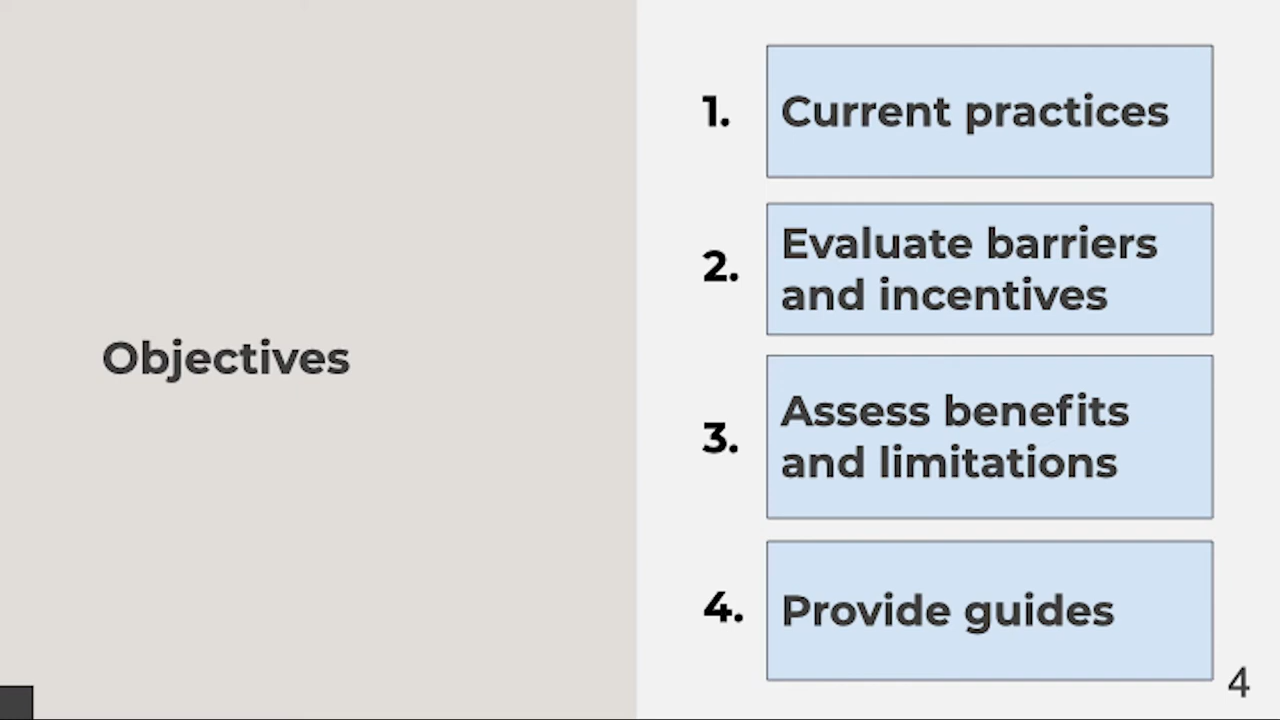 Objectives
1. Current practices
2. Evaluate barriers
and incentives
3. Assess benefits
and limitations
4. Provide guides
4